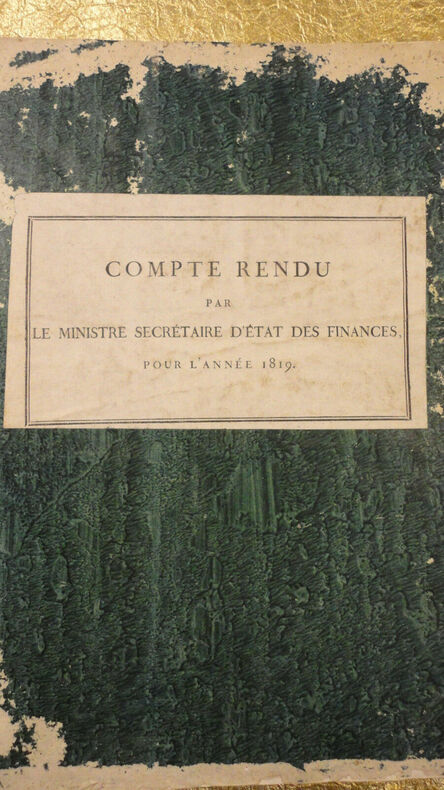 COMPTE RENDU
PAR
LE MINISTRE SECRÉTAIRE D'ÉTAT DES FINANCES,
POUR L'ANNÉE 1819.